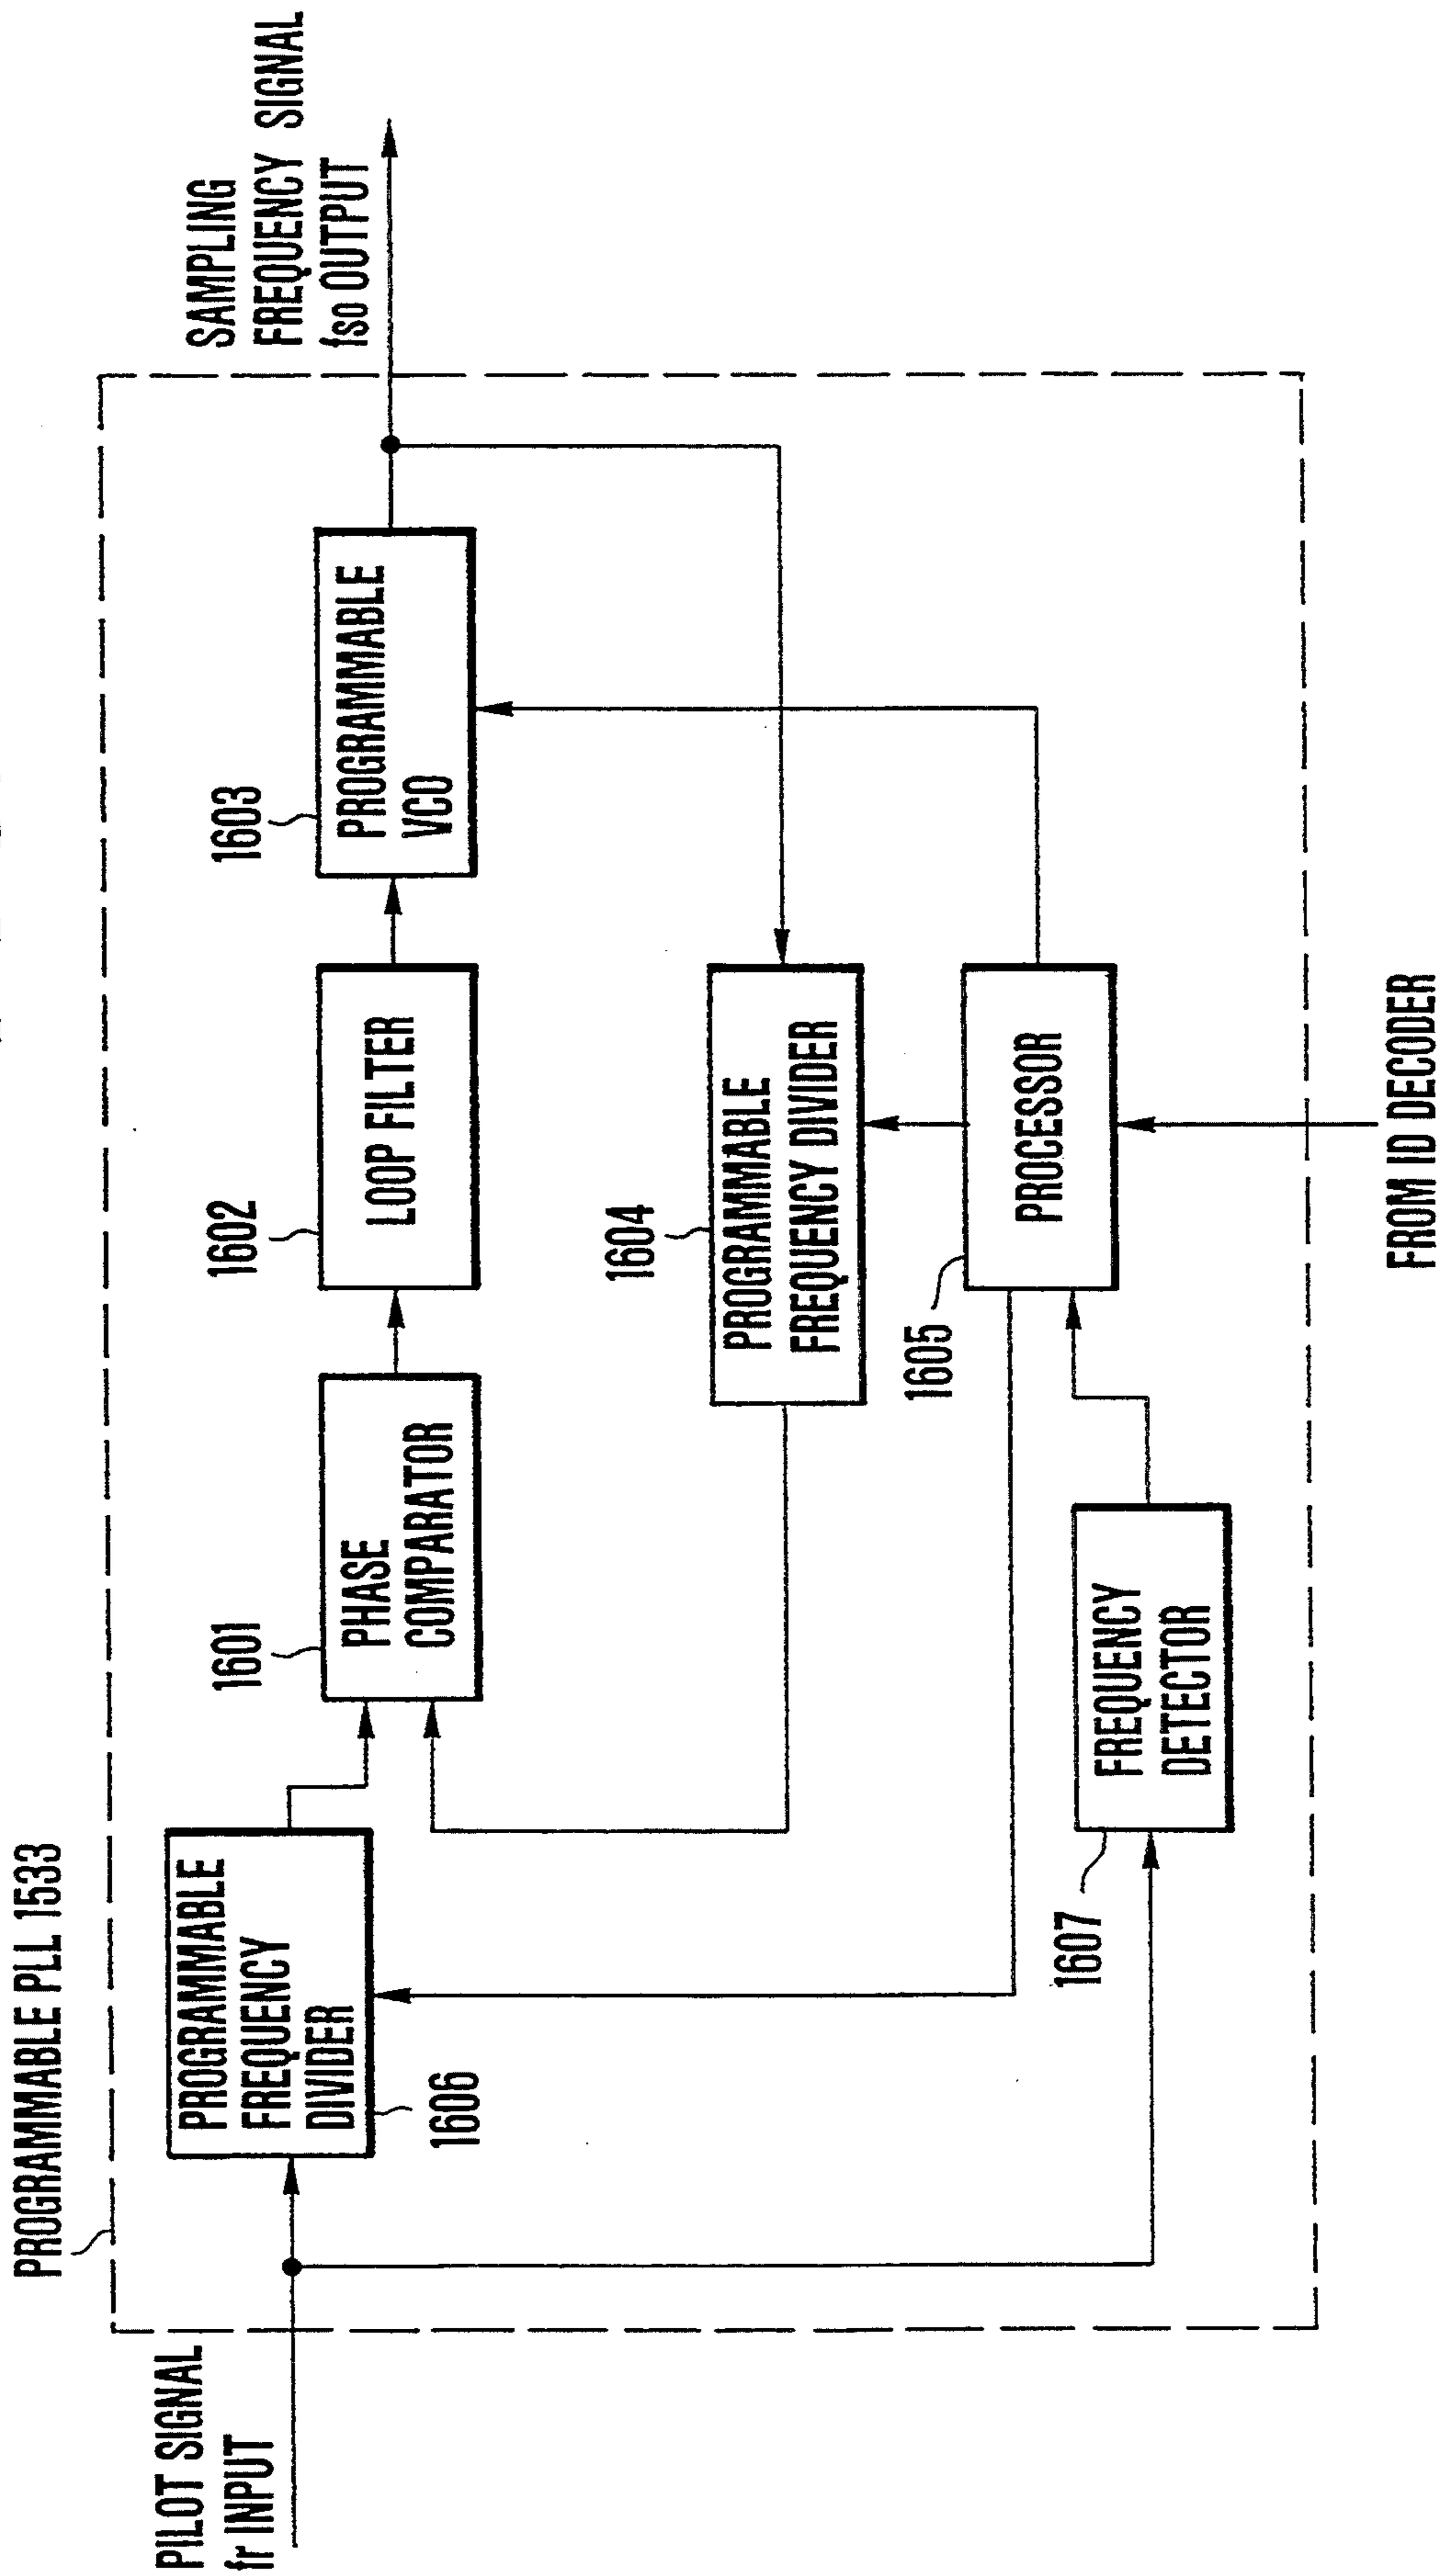 PROGRAMMABLE PLL 1533
PILOT SIGNAL
fr INPUT
PROGRAMMABLE
FREQUENCY
DIVIDER
1606
1601
PHASE
COMPARATOR
1602
LOOP FILTER
1603
PROGRAMMABLE
VCO
SAMPLING
FREQUENCY SIGNAL
fso OUTPUT
1604
PROGRAMMABLE
FREQUENCY DIVIDER
1605
PROCESSOR
1607
FREQUENCY
DETECTOR
FROM ID DECODER